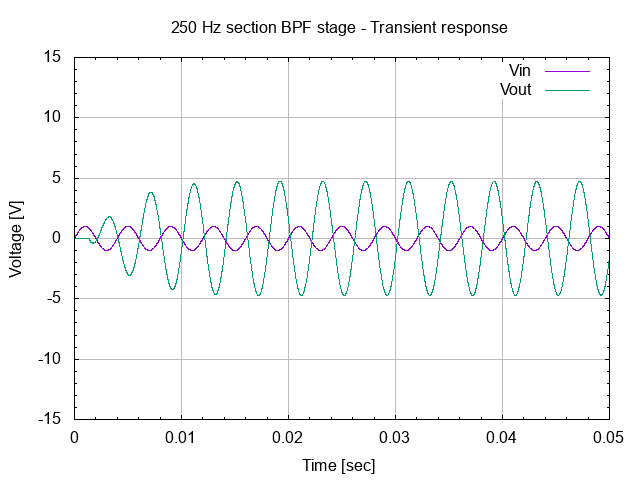 250 Hz section BPF stage - Transient response
15
10
5
0
-5
-10
-15
Voltage [V]
Vin
Vout
0 0.01 0.02 0.03 0.04 0.05
Time [sec]